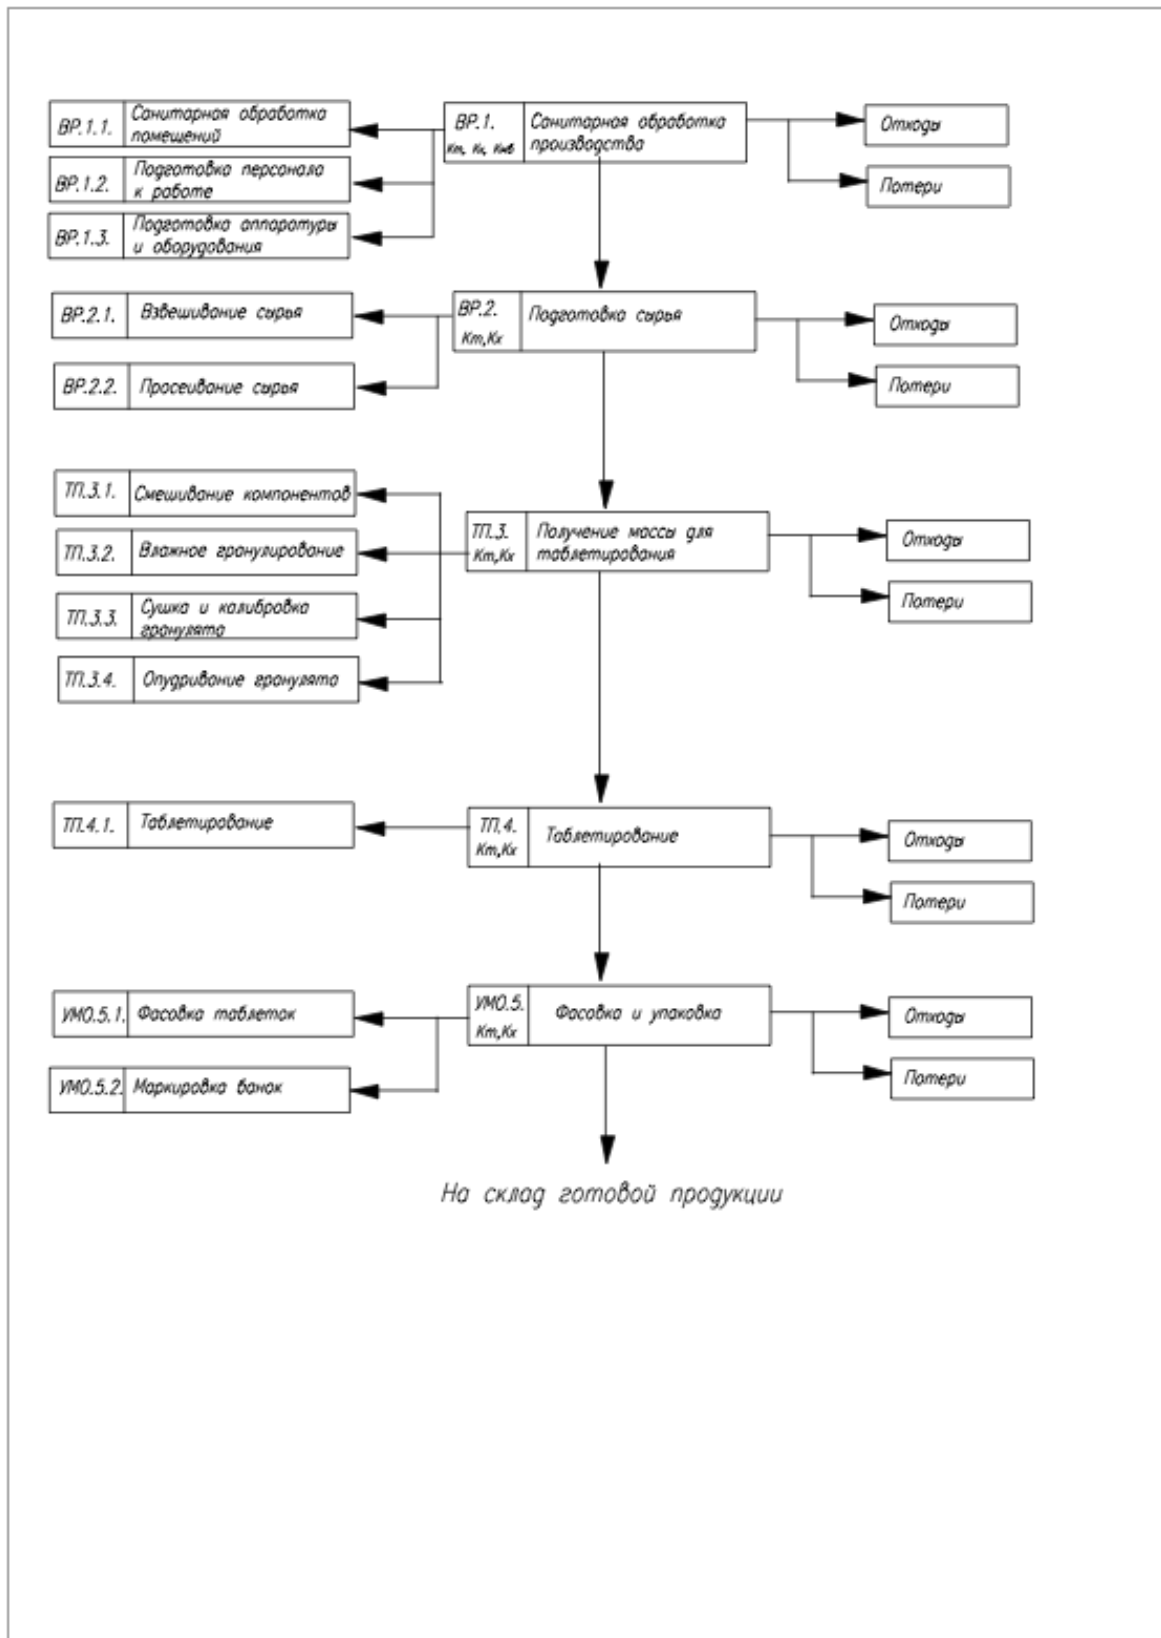 ВР.1.1. Санитарная обработка
помещений
ВР.1.2. Подготовка персонала
к работе
ВР.1.3. Подготовка аппаратуры
и оборудования
ВР.1. Санитарная обработка
Кт, Кх, Кмб производства
Отходы
Потери
ВР.2.1. Взвешивание сырья
ВР.2.2. Просеивание сырья
ВР.2. Подготовка сырья
Кт,Кх
Отходы
Потери
ТП.3.1. Смешивание компонентов
ТП.3.2. Влажное гранулирование
ТП.3.3. Сушка и калибровка
гранулята
ТП.3.4. Опудривание гранулята
ТП.3. Получение массы для
Кт,Кх таблетирования
Отходы
Потери
ТП.4.1. Таблетирование
ТП.4. Таблетирование
Кт,Кх
Отходы
Потери
УМО.5.1. Фасовка таблеток
УМО.5.2. Маркировка банок
УМО.5. Фасовка и упаковка
Кт,Кх
Отходы
Потери
На склад готовой продукции